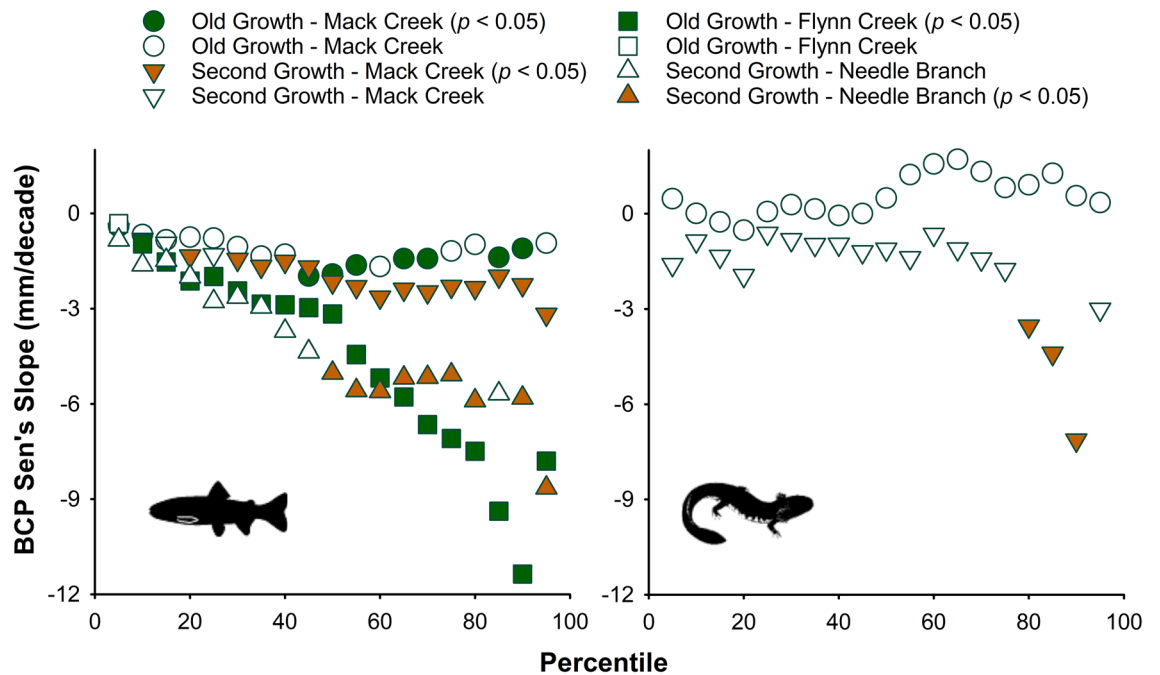 Old Growth - Mack Creek (p < 0.05)
Old Growth - Mack Creek
Second Growth - Mack Creek (p < 0.05)
Second Growth - Mack Creek
Old Growth - Flynn Creek (p < 0.05)
Old Growth - Flynn Creek
Second Growth - Needle Branch
Second Growth - Needle Branch (p < 0.05)
BCP Sen's Slope (mm/decade)
0
-3
-6
-9
-12
0 20 40 60 80 100
0
-3
-6
-9
-12
0 20 40 60 80 100
Percentile